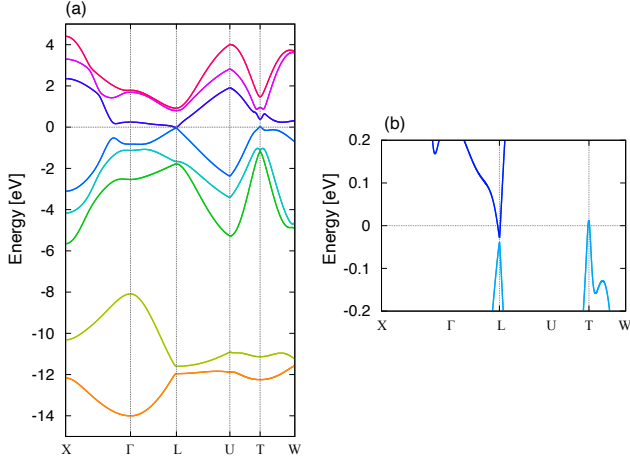 (a)
Energy [eV]
4
2
0
-2
-4
-6
-8
-10
-12
-14
X Γ L U T W
(b)
Energy [eV]
0.2
0.1
0
-0.1
-0.2
X Γ L U T W